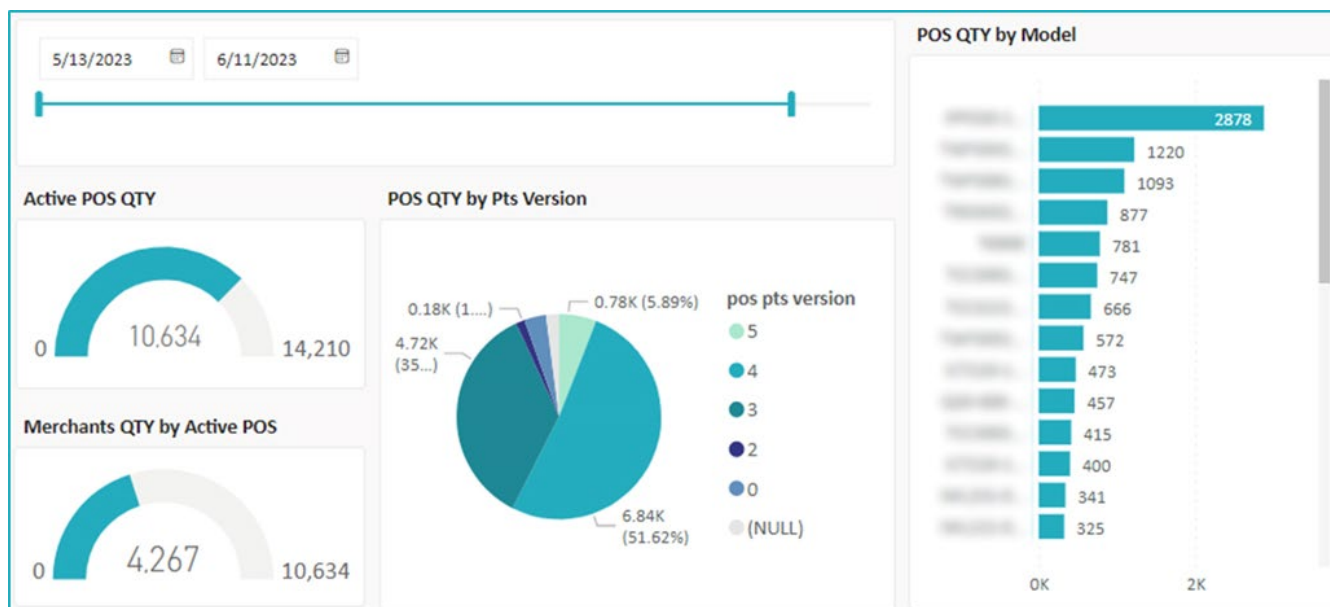 5/13/2023 6/11/2023
Active POS QTY
0 10,634 14,210
Merchants QTY by Active POS
0 4,267 10,634
POS QTY by Pts Version
0.18K (1....
0.78K (5.89%)
4.72K
(35...)
6.84K
(51.62%)
pos pts version
5
4
3
2
0
(NULL)
POS QTY by Model
2878
1220
1093
877
781
747
666
572
473
457
415
400
341
325
0K 2K